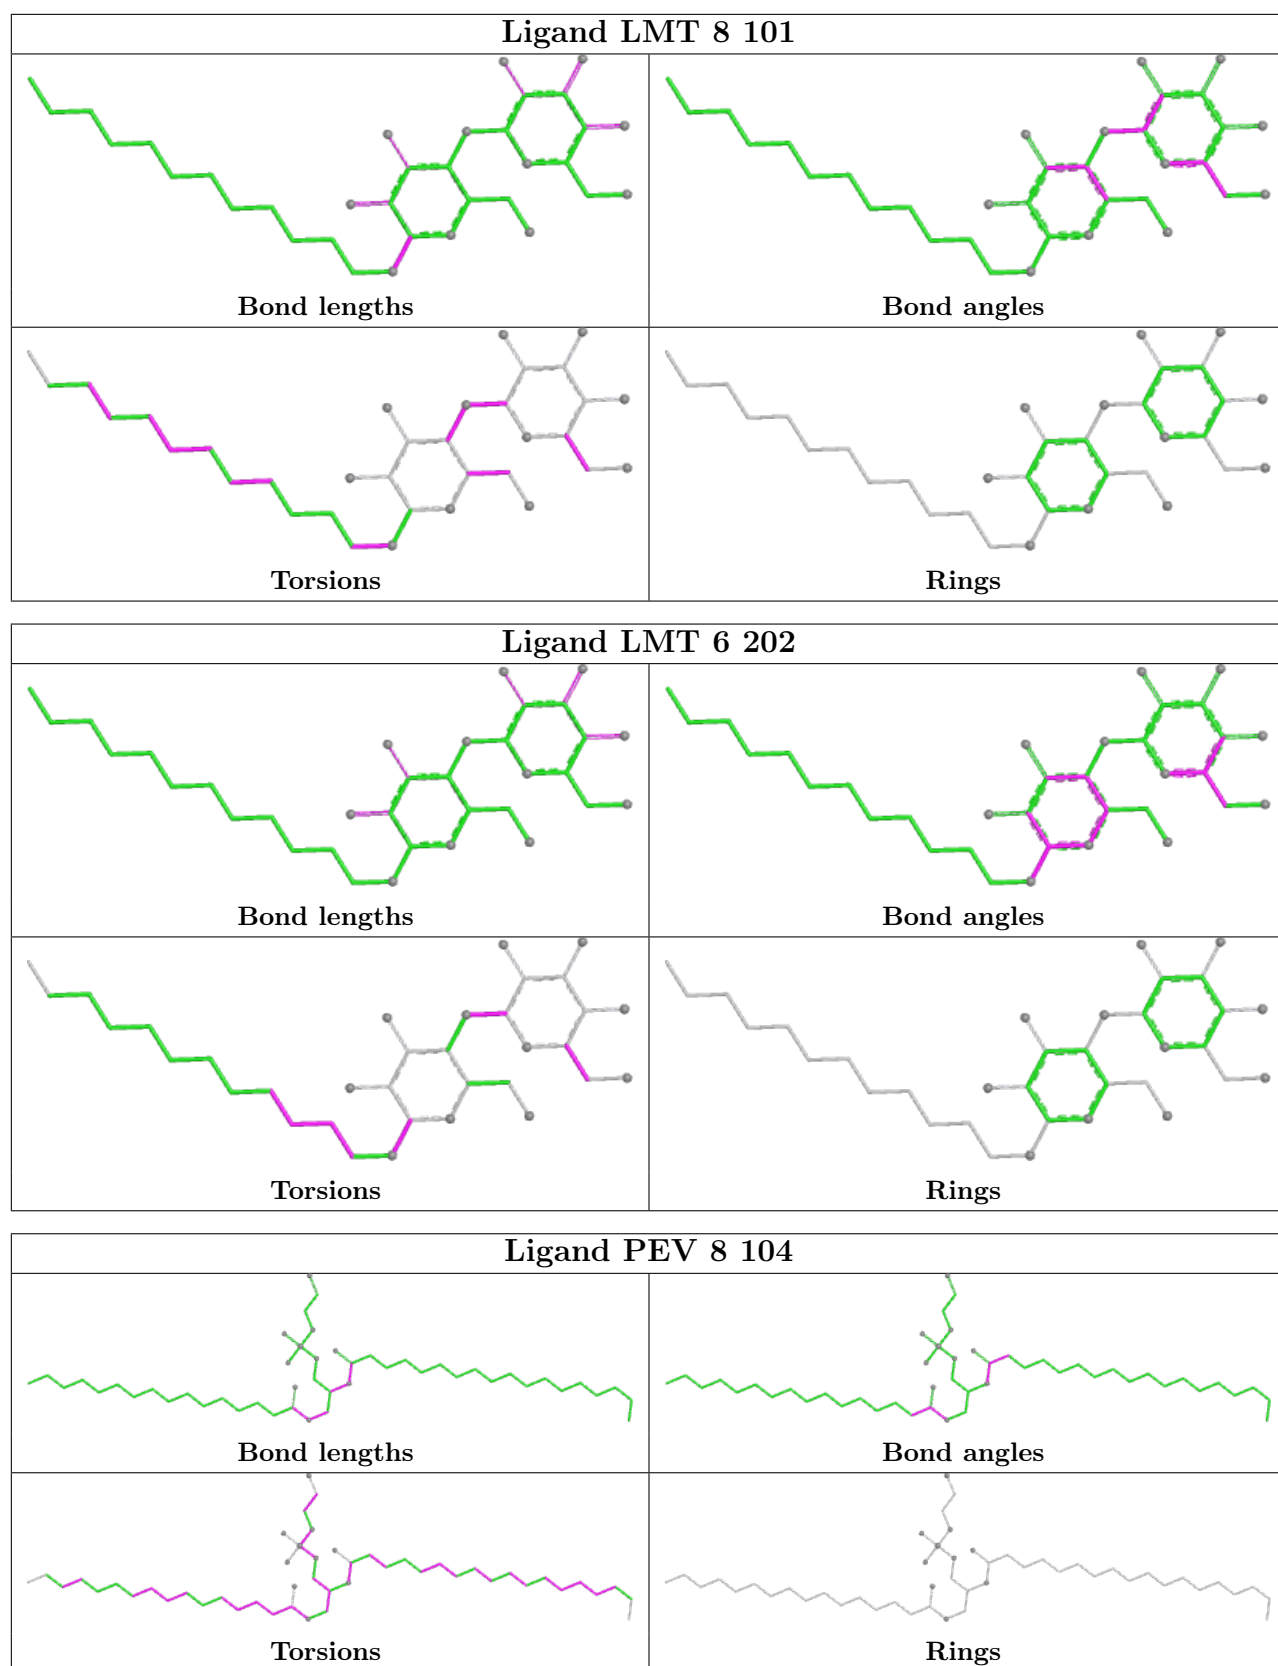 Ligand LMT 8 101
Bond lengths
Bond angles
Torsions
Rings
Ligand LMT 6 202
Bond lengths
Bond angles
Torsions
Rings
Ligand PEV 8 104
Bond lengths
Bond angles
Torsions
Rings